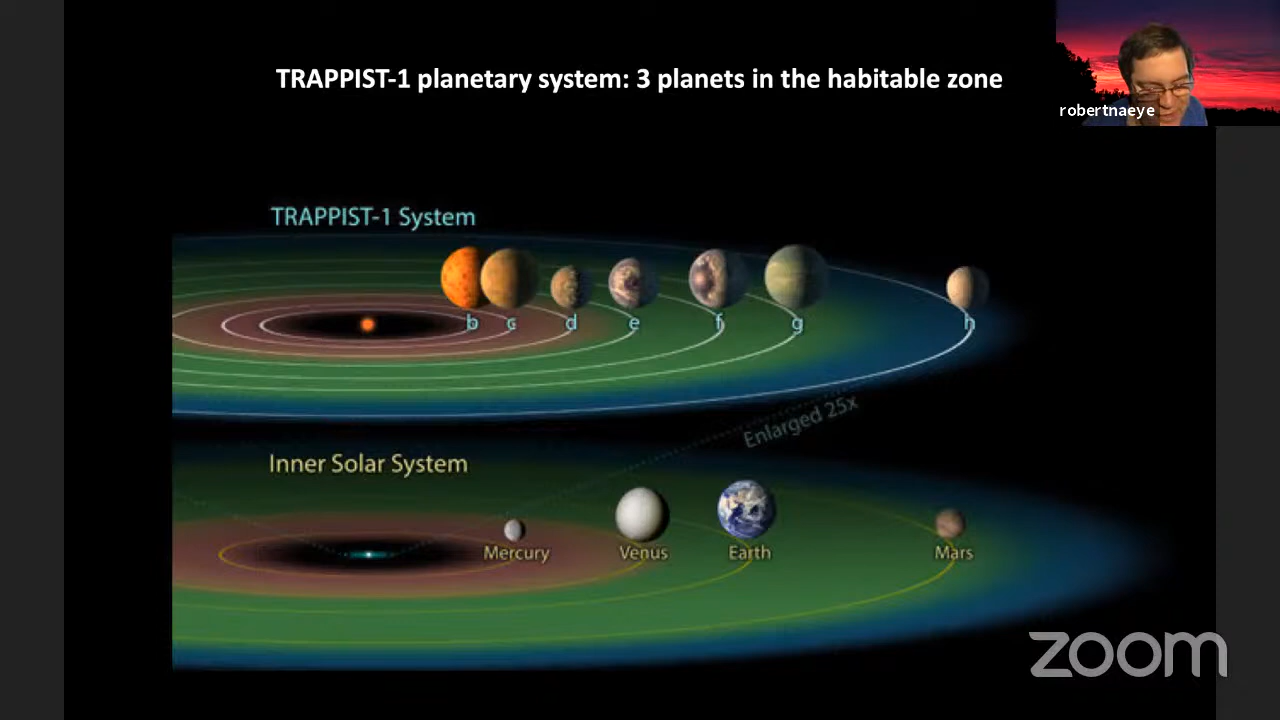 TRAPPIST-1 planetary system: 3 planets in the habitable zone
robertnaeye
TRAPPIST-1 System
b c d e f g h
Enlarged 25x
Inner Solar System
Mercury Venus Earth Mars
zoom